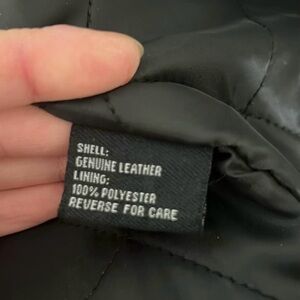 SHELL:
GENUINE LEATHER
LINING:
100% POLYESTER
REVERSE FOR CARE